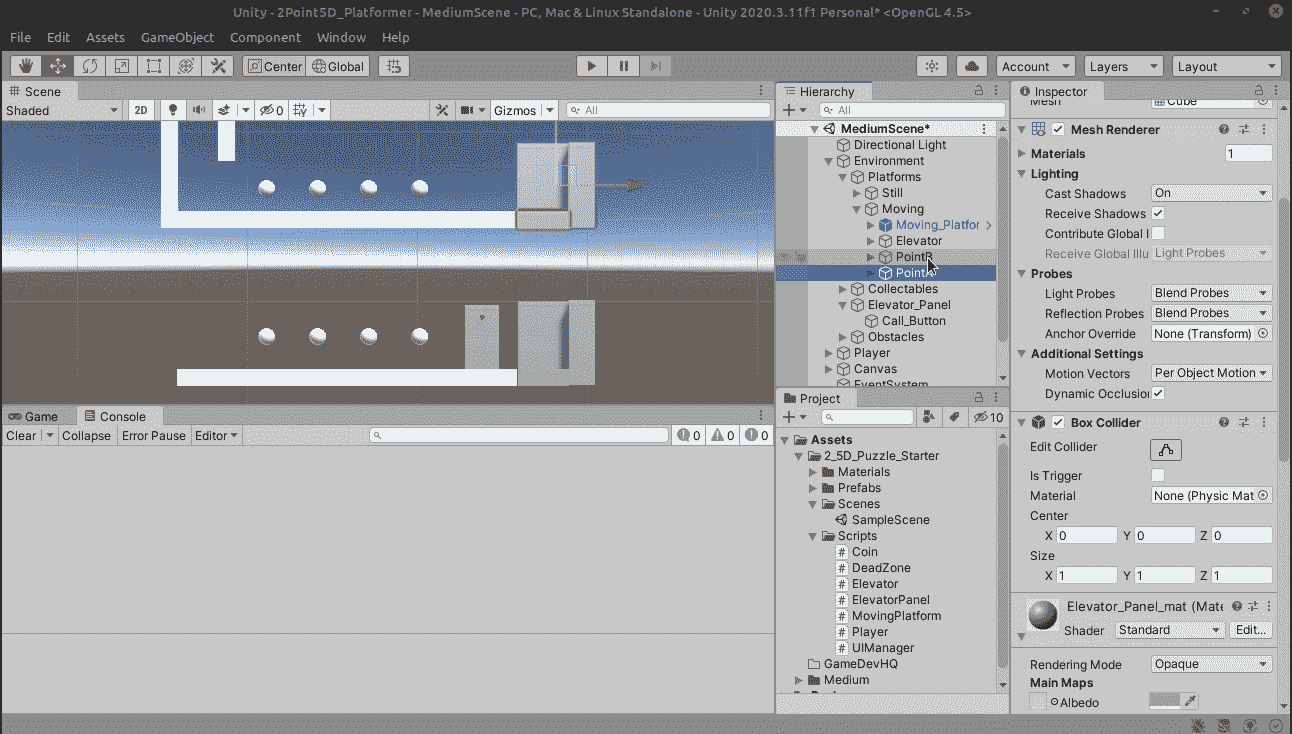 Unity - 2Point5D_Platformer - MediumScene - PC, Mac & Linux Standalone - Unity 2020.3.11f1 Personal* <OpenGL 4.5>
File Edit Assets GameObject Component Window Help
Center Global Account Layers Layout
Scene
Shaded 2D 0 Gizmos All
Hierarchy
All
MediumScene*
Directional Light
Environment
Platforms
Still
Moving
Moving_Platfor
Elevator
PointB
Point
Collectables
Elevator_Panel
Call_Button
Obstacles
Player
Canvas
EventSystem
Game Console
Clear Collapse Error Pause Editor 0 0 0
Project
10
Assets
2_5D_Puzzle_Starter
Materials
Prefabs
Scenes
SampleScene
Scripts
# Coin
# DeadZone
# Elevator
# ElevatorPanel
# MovingPlatform
# Player
# UIManager
GameDevHQ
Medium
Inspector
Mesh Cube
Mesh Renderer
Materials 1
Lighting
Cast Shadows On
Receive Shadows
Contribute Global I
Receive Global Illu Light Probes
Probes
Light Probes Blend Probes
Reflection Probes Blend Probes
Anchor Override None (Transform)
Additional Settings
Motion Vectors Per Object Motion
Dynamic Occlusio
Box Collider
Edit Collider
Is Trigger
Material None (Physic Mat
Center
X 0 Y 0 Z 0
Size
X 1 Y 1 Z 1
Elevator_Panel_mat (Mate
Shader Standard Edit...
Rendering Mode Opaque
Main Maps
Albedo